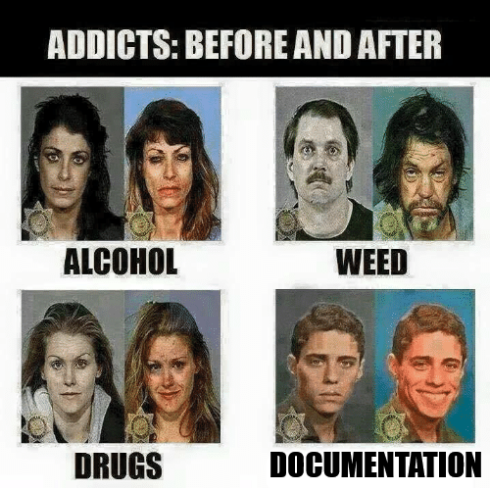 ADDICTS: BEFORE AND AFTER
ALCOHOL
WEED
DRUGS
DOCUMENTATION